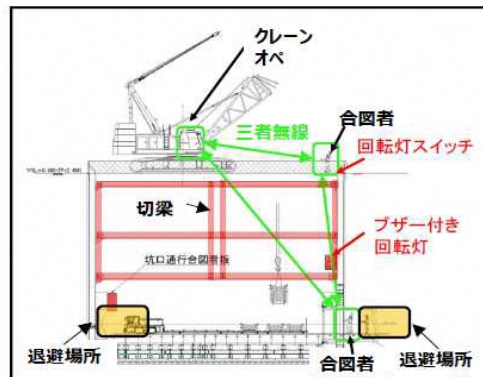 クレーン
オペ
三者無線
合図者
回転灯スイッチ
切梁
ブザー付き
回転灯
坑口通行合図看板
退避場所
合図者
退避場所